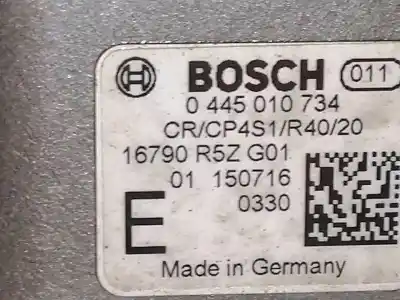 BOSCH 011
0 445 010 734
CR/CP4S1/R40/20
16790 R5Z G01
01 150716
E 0330
Made in Germany